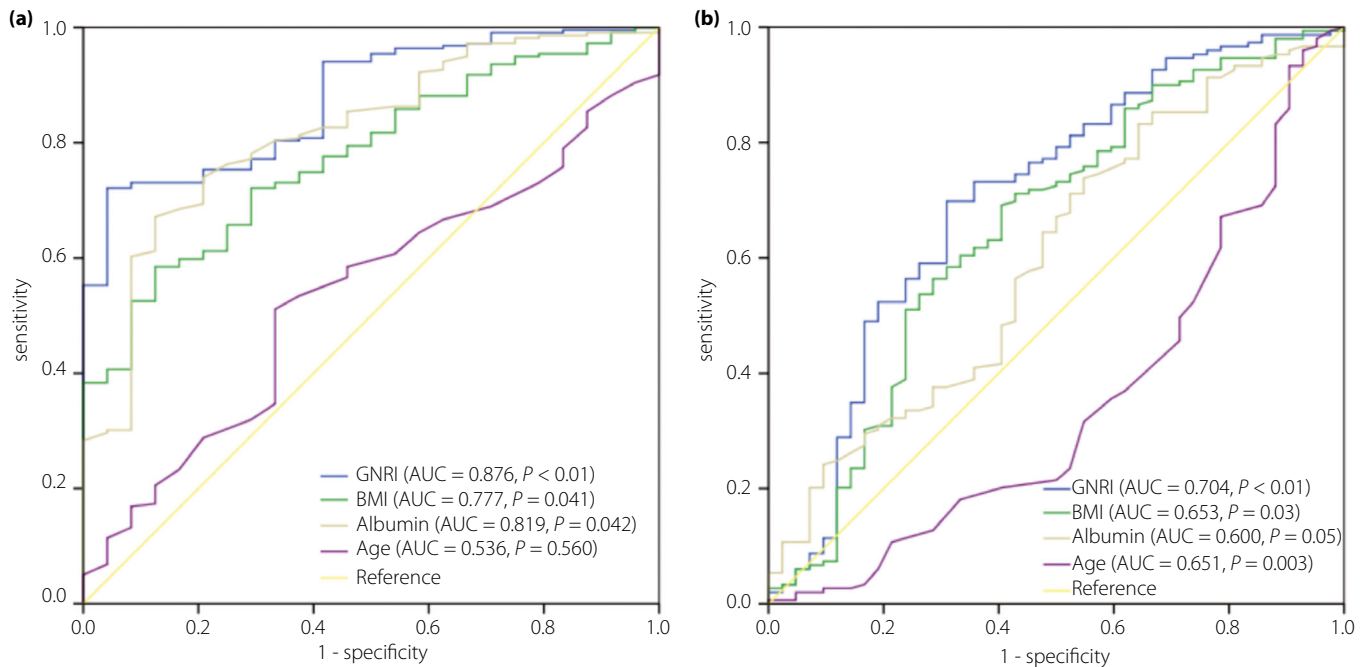 (a)
1.0
0.8
0.6
0.4
0.2
0.0
sensitivity
GNRI (AUC = 0.876, P < 0.01)
BMI (AUC = 0.777, P = 0.041)
Albumin (AUC = 0.819, P = 0.042)
Age (AUC = 0.536, P = 0.560)
Reference
0.0 0.2 0.4 0.6 0.8 1.0
1 - specificity
(b)
1.0
0.8
0.6
0.4
0.2
0.0
sensitivity
GNRI (AUC = 0.704, P < 0.01)
BMI (AUC = 0.653, P = 0.03)
Albumin (AUC = 0.600, P = 0.05)
Age (AUC = 0.651, P = 0.003)
Reference
0.0 0.2 0.4 0.6 0.8 1.0
1 - specificity